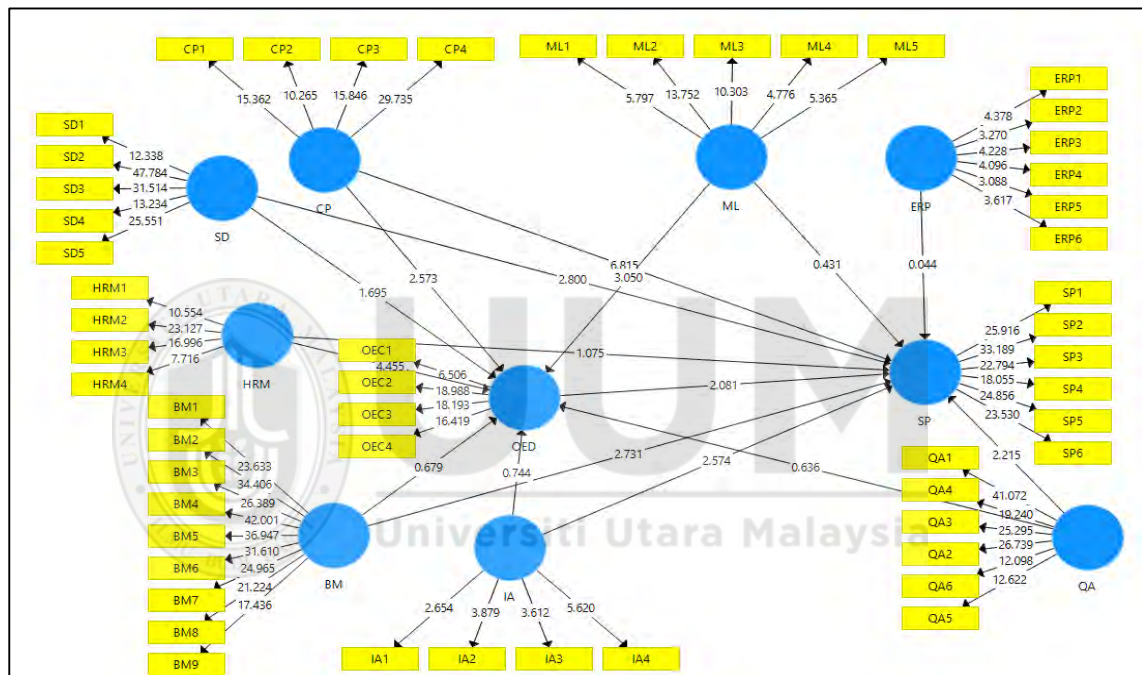 CP1 CP2 CP3 CP4
15.362 10.265 15.846 29.735
CP
ML1 ML2 ML3 ML4 ML5
5.797 13.752 10.303 4.776 5.365
ML
ERP1
ERP2
ERP3
ERP4
ERP5
ERP6
4.378
3.270
4.228
4.096
3.088
3.617
ERP
SD1
SD2
SD3
SD4
SD5
12.338
47.784
31.514
13.234
25.551
SD
2.573
1.695
6.815
2.800
3.050
0.431
0.044
HRM1
HRM2
HRM3
HRM4
10.554
23.127
16.996
7.716
HRM
4.455
1.075
OEC1
OEC2
OEC3
OEC4
6.506
18.988
18.193
16.419
OED
2.081
SP1
SP2
SP3
SP4
SP5
SP6
25.916
33.189
22.794
18.055
24.856
23.530
SP
BM1
BM2
BM3
BM4
BM5
BM6
BM7
BM8
BM9
23.633
34.406
26.389
42.001
36.947
31.610
24.965
21.224
17.436
BM
0.679
0.744
2.731
2.574
0.636
2.215
QA1
QA4
QA3
QA2
QA6
QA5
41.072
19.240
25.295
26.739
12.098
12.622
QA
IA
2.654 3.879 3.612 5.620
IA1 IA2 IA3 IA4
UUM
Universiti Utara Malaysia